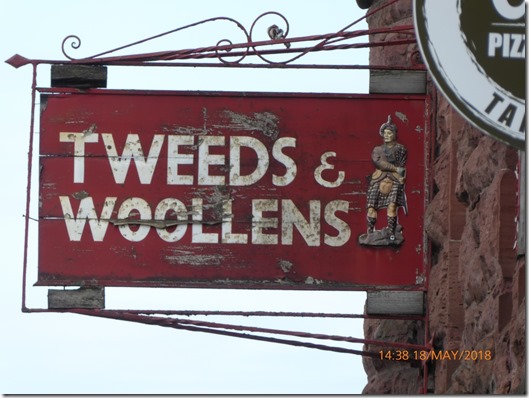 TWEEDS &
WOOLLENS
PIZ
TA
14:38 18/MAY/2018